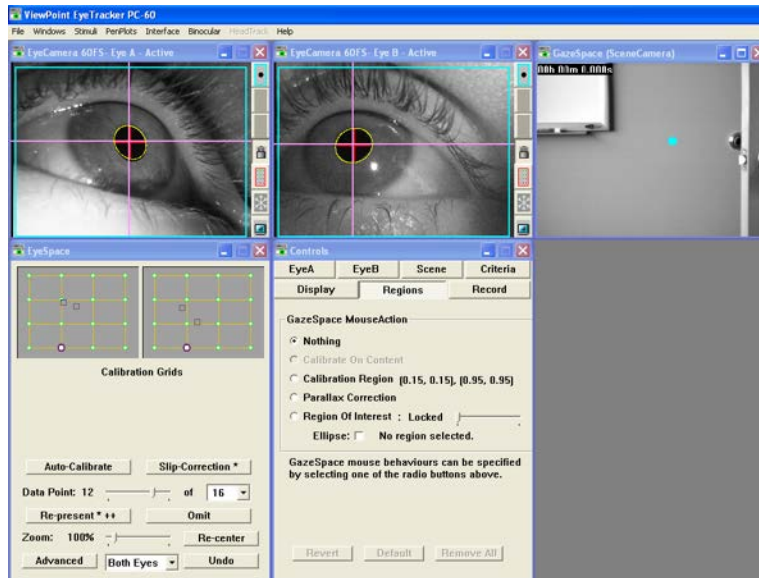 ViewPoint EyeTracker PC-60
File Windows Stimuli PenPlots Interface Binocular HeadTrack Help
EyeCamera 60FS- Eye A - Active
EyeCamera 60FS- Eye B - Active
GazeSpace (SceneCamera)
00h 00m 0.000s
EyeSpace
Calibration Grids
Auto-Calibrate Slip-Correction *
Data Point: 12 of 16
Re-present * ++ Omit
Zoom: 100% Re-center
Advanced Both Eyes Undo
Controls
EyeA EyeB Scene Criteria
Display Regions Record
GazeSpace MouseAction
Nothing
Calibrate On Content
Calibration Region [0.15, 0.15], [0.95, 0.95]
Parallax Correction
Region Of Interest : Locked
Ellipse: No region selected.
GazeSpace mouse behaviours can be specified
by selecting one of the radio buttons above.
Revert Default Remove All